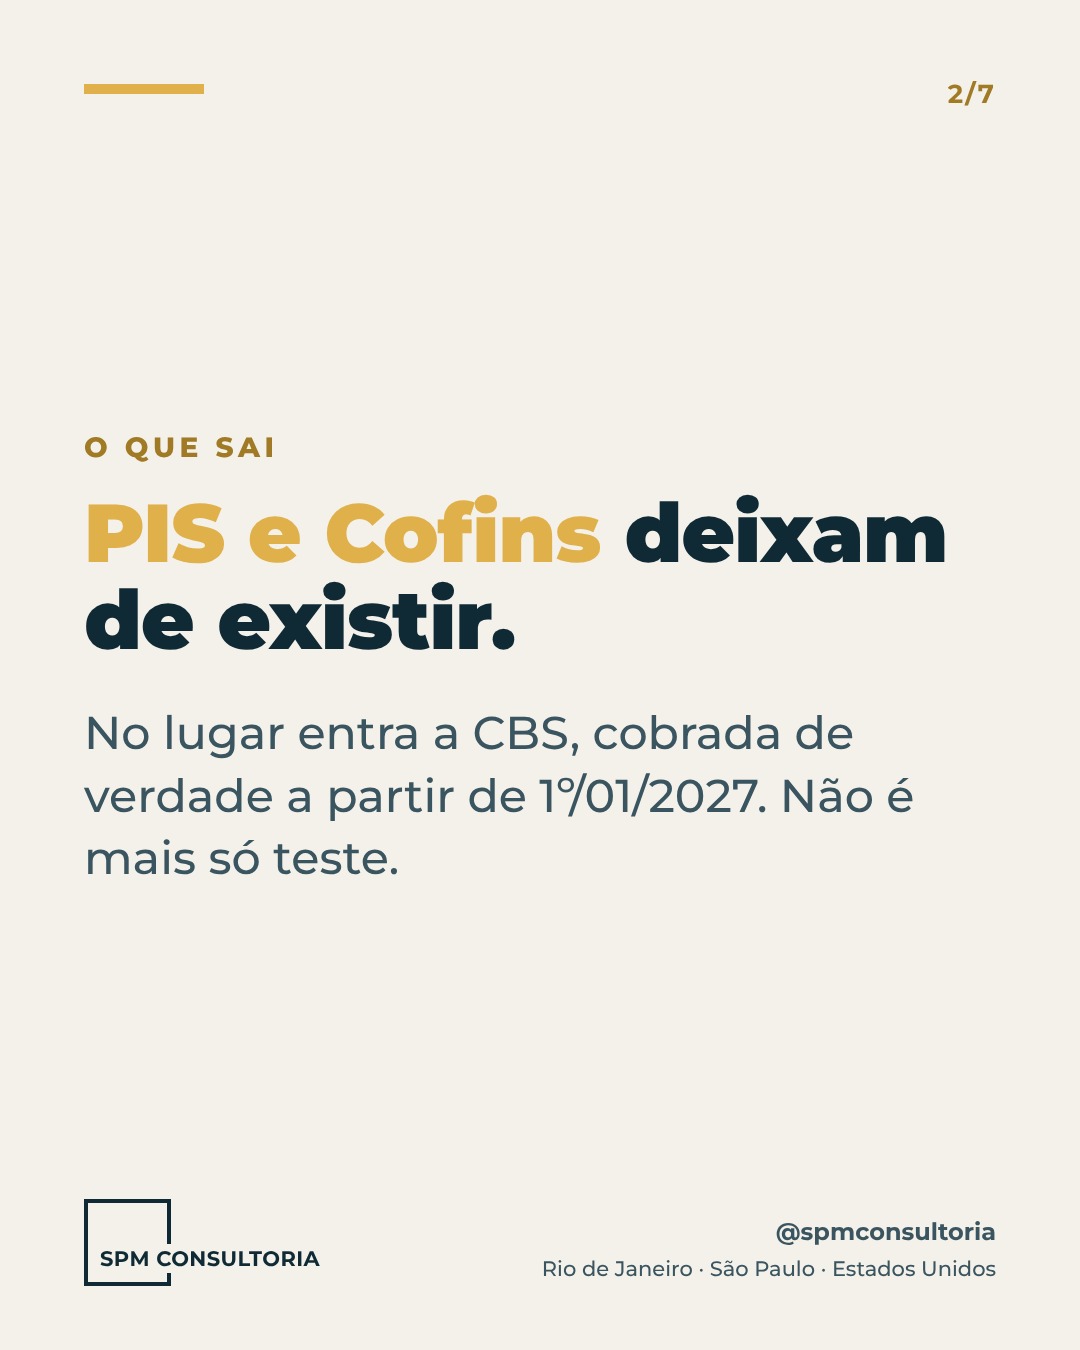 2/7
O QUE SAI
PIS e Cofins deixam
de existir.
No lugar entra a CBS, cobrada de
verdade a partir de 1º/01/2027. Não é
mais só teste.
SPM CONSULTORIA
@spmconsultoria
Rio de Janeiro · São Paulo · Estados Unidos